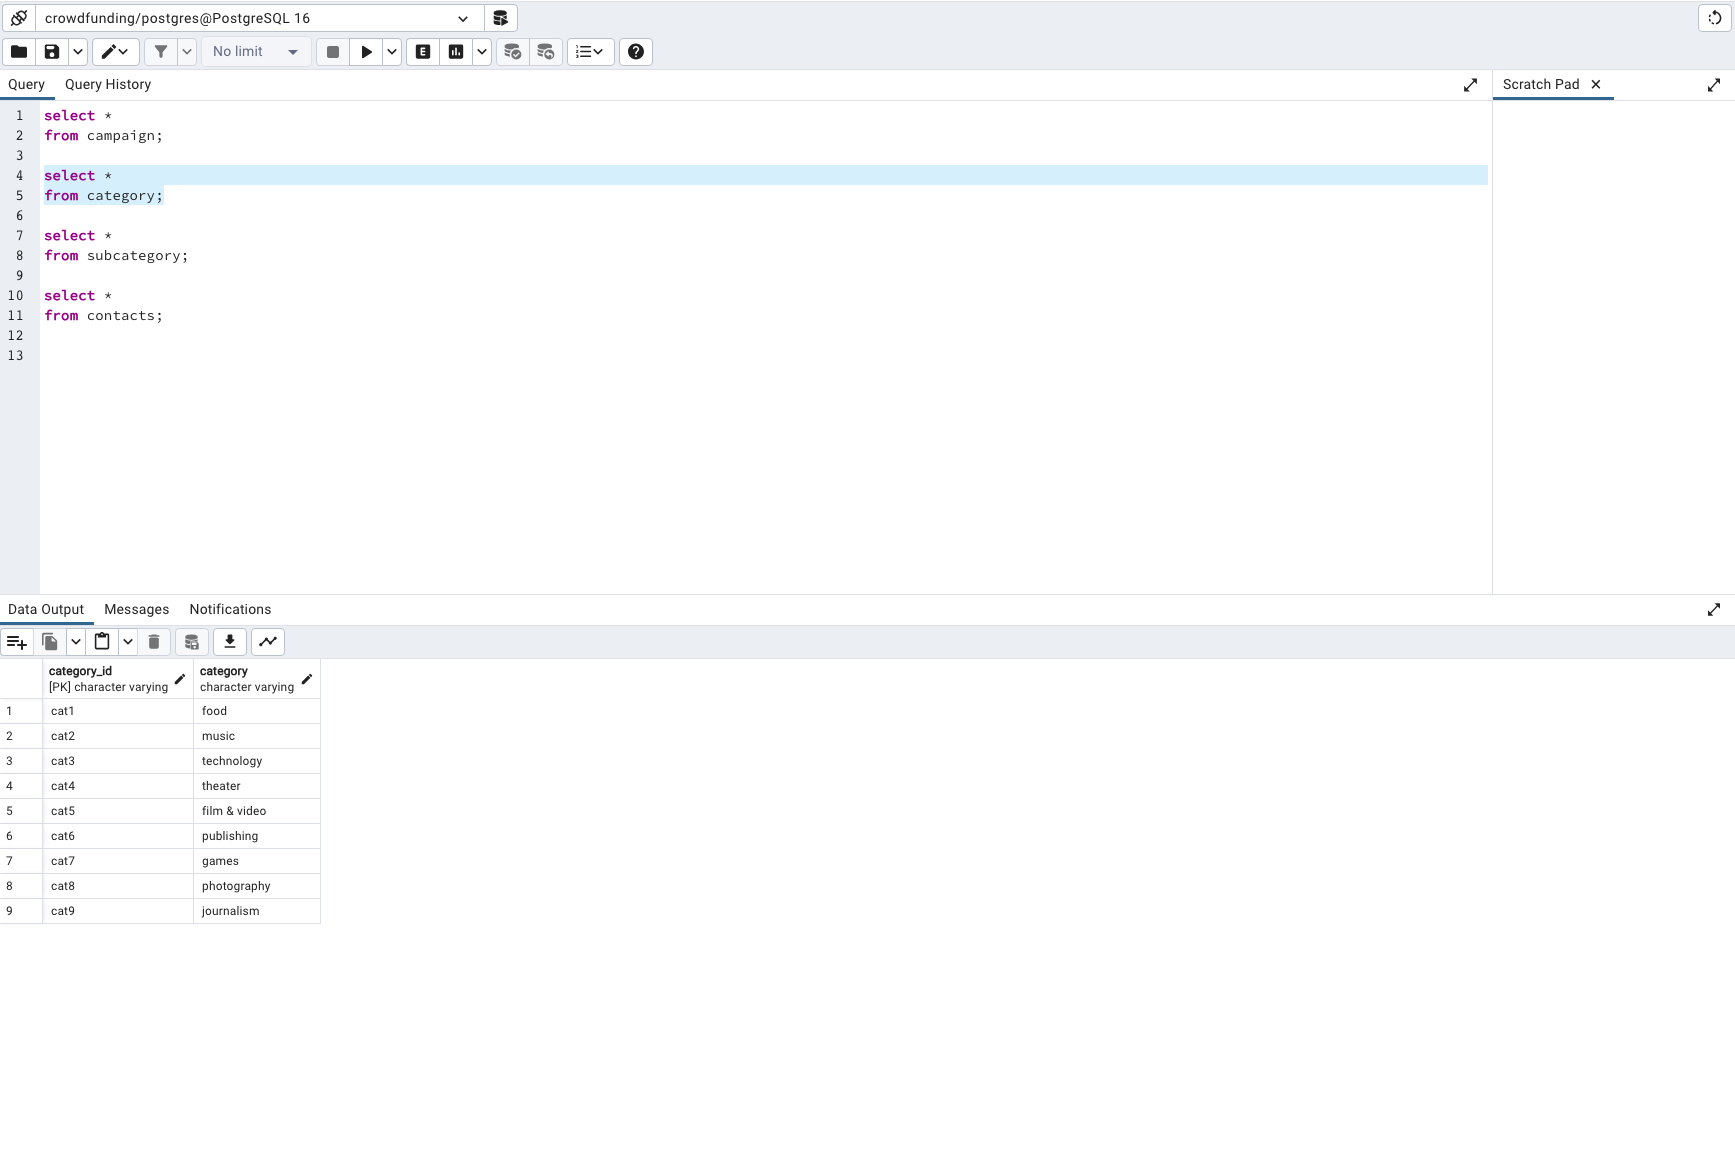 crowdfunding/postgres@PostgreSQL 16
No limit
E
Query Query History
Scratch Pad
1 select *
2 from campaign;
3
4 select *
5 from category;
6
7 select *
8 from subcategory;
9
10 select *
11 from contacts;
12
13
Data Output Messages Notifications
category_id category
[PK] character varying character varying
1 cat1 food
2 cat2 music
3 cat3 technology
4 cat4 theater
5 cat5 film & video
6 cat6 publishing
7 cat7 games
8 cat8 photography
9 cat9 journalism